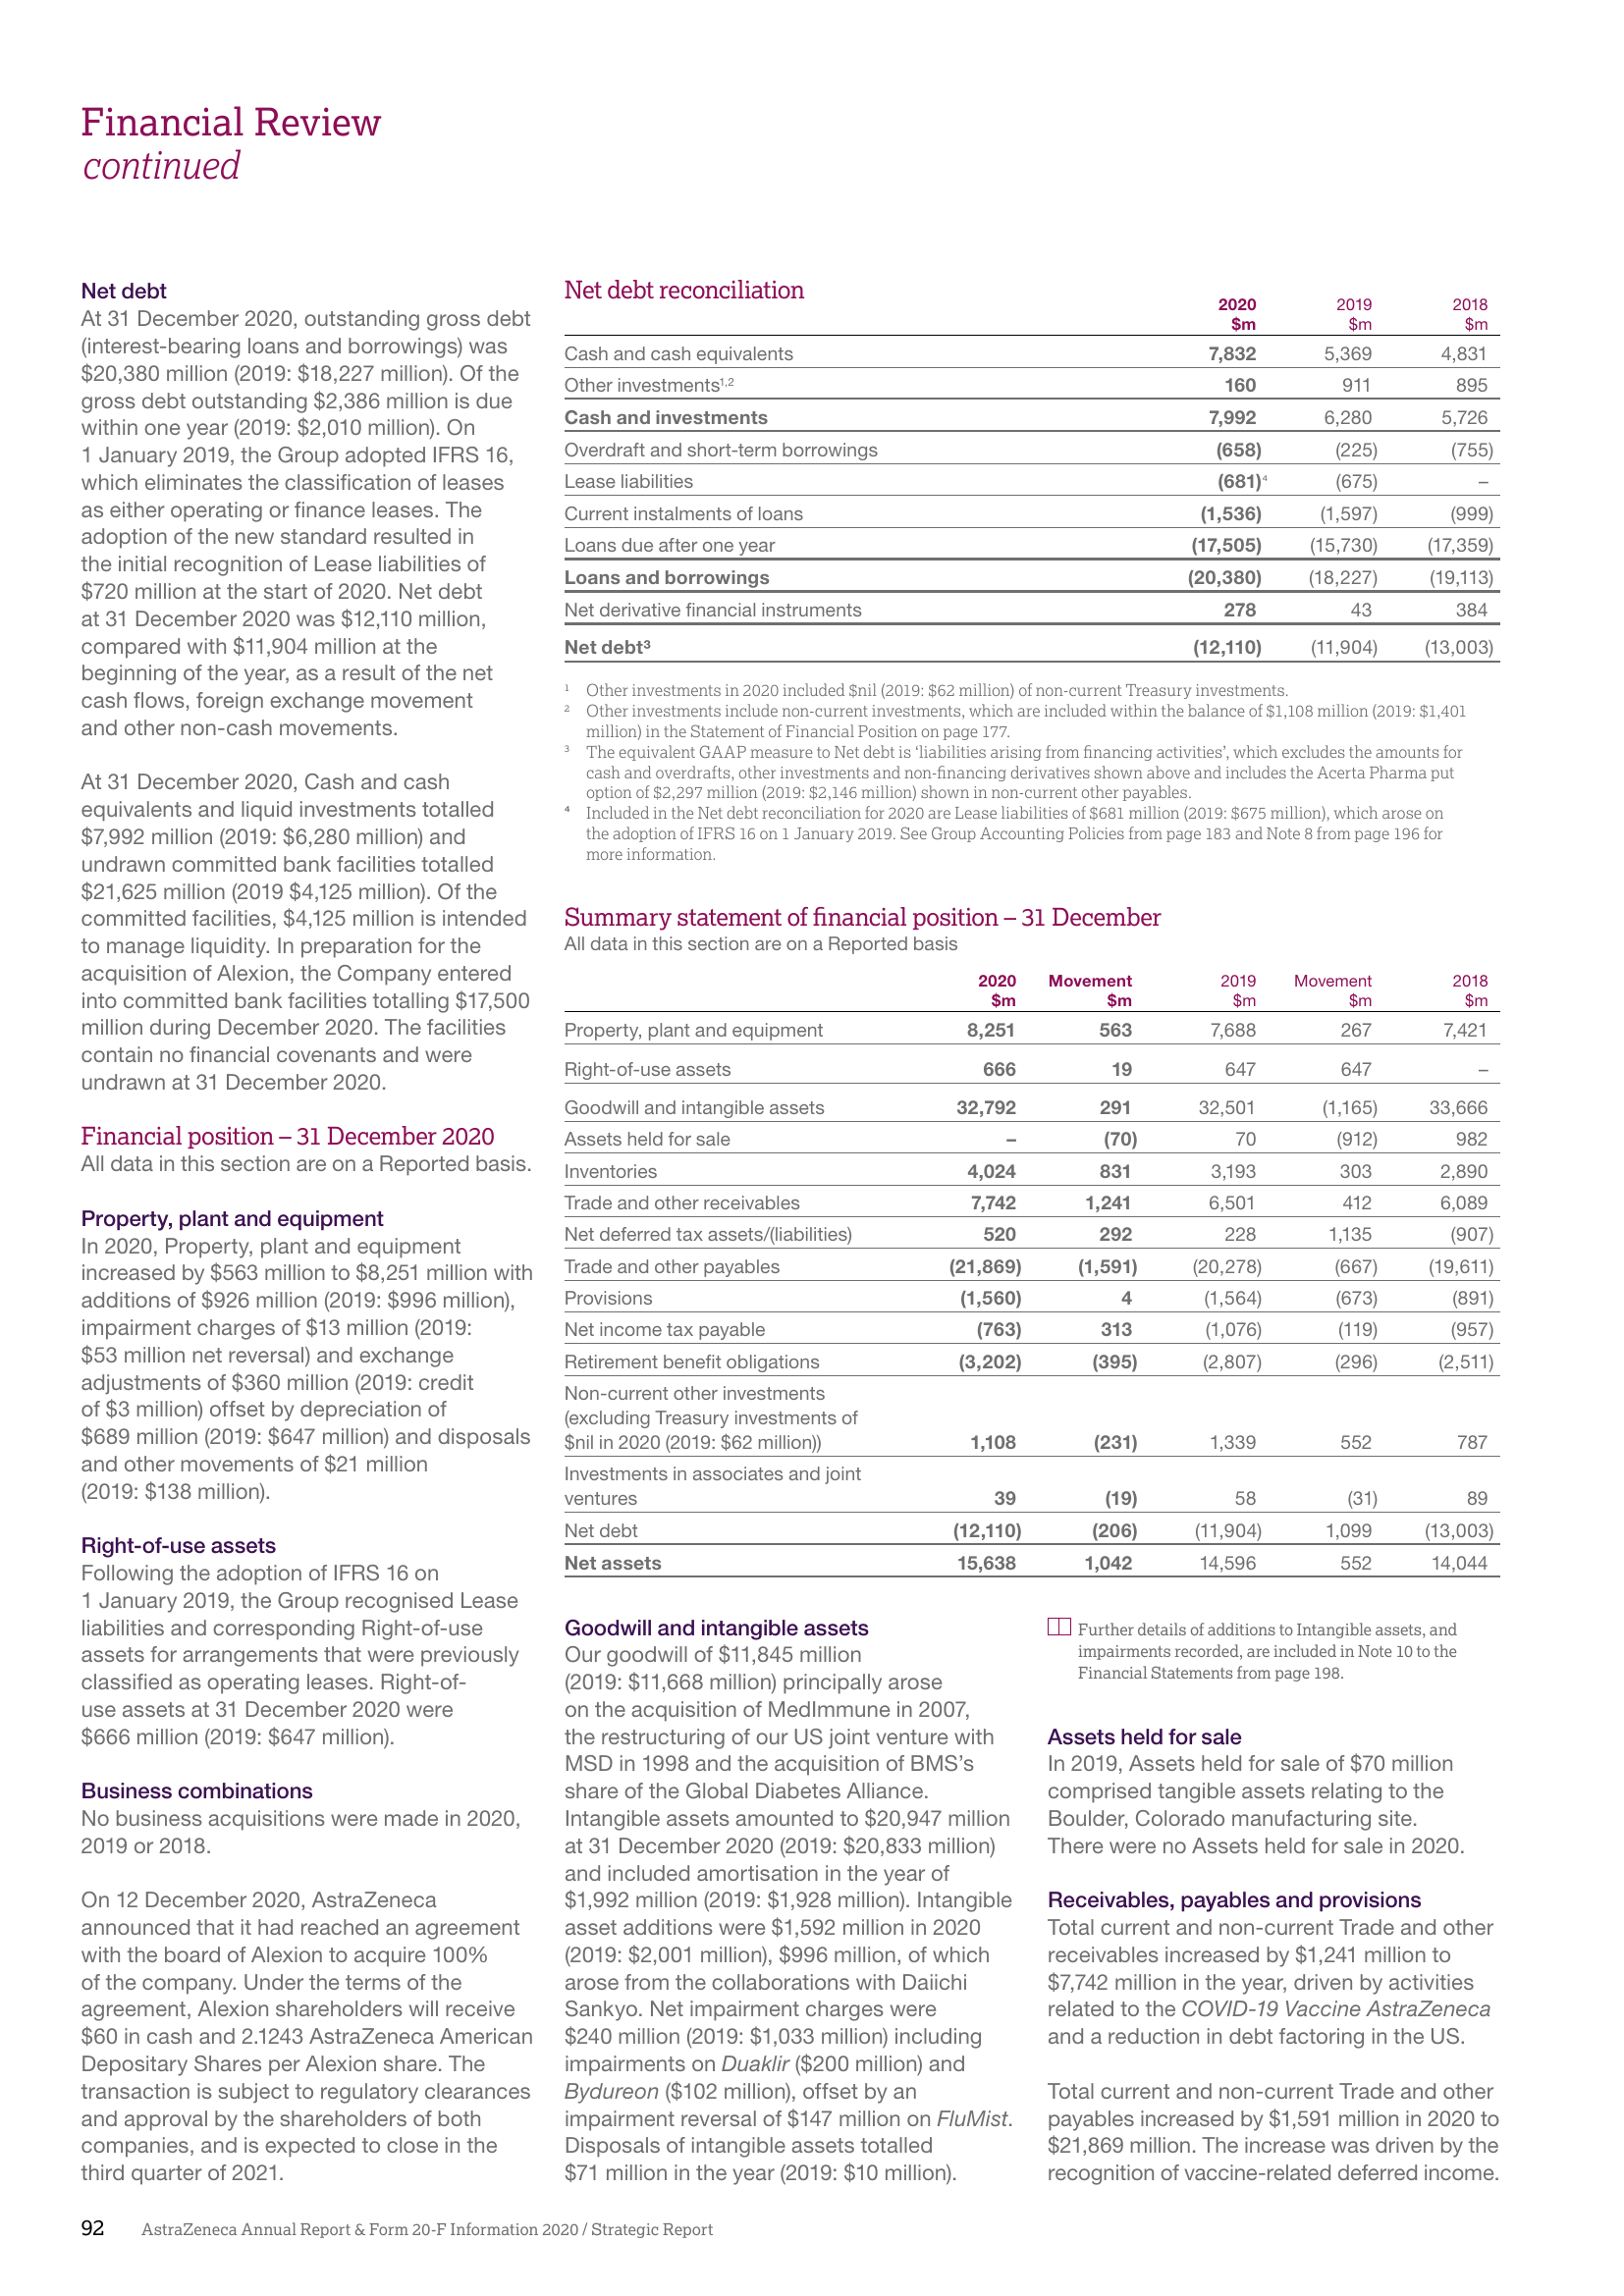 Financial Review
continued
Net debt
At 31 December 2020, outstanding gross debt
(interest-bearing loans and borrowings) was
$20,380 million (2019: $18,227 million). Of the
gross debt outstanding $2,386 million is due
within one year (2019: $2,010 million). On
1 January 2019, the Group adopted IFRS 16,
which eliminates the classification of leases
as either operating or finance leases. The
adoption of the new standard resulted in
the initial recognition of Lease liabilities of
$720 million at the start of 2020. Net debt
at 31 December 2020 was $12,110 million,
compared with $11,904 million at the
beginning of the year, as a result of the net
cash flows, foreign exchange movement
and other non-cash movements.
At 31 December 2020, Cash and cash
equivalents and liquid investments totalled
$7,992 million (2019: $6,280 million) and
undrawn committed bank facilities totalled
$21,625 million (2019 $4,125 million). Of the
committed facilities, $4,125 million is intended
to manage liquidity. In preparation for the
acquisition of Alexion, the Company entered
into committed bank facilities totalling $17,500
million during December 2020. The facilities
contain no financial covenants and were
undrawn at 31 December 2020.
Financial position – 31 December 2020
All data in this section are on a Reported basis.
Property, plant and equipment
In 2020, Property, plant and equipment
increased by $563 million to $8,251 million with
additions of $926 million (2019: $996 million),
impairment charges of $13 million (2019:
$53 million net reversal) and exchange
adjustments of $360 million (2019: credit
of $3 million) offset by depreciation of
$689 million (2019: $647 million) and disposals
and other movements of $21 million
(2019: $138 million).
Right-of-use assets
Following the adoption of IFRS 16 on
1 January 2019, the Group recognised Lease
liabilities and corresponding Right-of-use
assets for arrangements that were previously
classified as operating leases. Right-of-
use assets at 31 December 2020 were
$666 million (2019: $647 million).
Business combinations
No business acquisitions were made in 2020,
2019 or 2018.
On 12 December 2020, AstraZeneca
announced that it had reached an agreement
with the board of Alexion to acquire 100%
of the company. Under the terms of the
agreement, Alexion shareholders will receive
$60 in cash and 2.1243 AstraZeneca American
Depositary Shares per Alexion share. The
transaction is subject to regulatory clearances
and approval by the shareholders of both
companies, and is expected to close in the
third quarter of 2021.
Net debt reconciliation
2020 2019 2018
$m $m $m
Cash and cash equivalents 7,832 5,369 4,831
Other investments1,2 160 911 895
Cash and investments 7,992 6,280 5,726
Overdraft and short-term borrowings (658) (225) (755)
Lease liabilities (681)4 (675) –
Current instalments of loans (1,536) (1,597) (999)
Loans due after one year (17,505) (15,730) (17,359)
Loans and borrowings (20,380) (18,227) (19,113)
Net derivative financial instruments 278 43 384
Net debt3 (12,110) (11,904) (13,003)
1 Other investments in 2020 included $nil (2019: $62 million) of non-current Treasury investments.
2 Other investments include non-current investments, which are included within the balance of $1,108 million (2019: $1,401
million) in the Statement of Financial Position on page 177.
3 The equivalent GAAP measure to Net debt is ‘liabilities arising from financing activities’, which excludes the amounts for
cash and overdrafts, other investments and non-financing derivatives shown above and includes the Acerta Pharma put
option of $2,297 million (2019: $2,146 million) shown in non-current other payables.
4 Included in the Net debt reconciliation for 2020 are Lease liabilities of $681 million (2019: $675 million), which arose on
the adoption of IFRS 16 on 1 January 2019. See Group Accounting Policies from page 183 and Note 8 from page 196 for
more information.
Summary statement of financial position – 31 December
All data in this section are on a Reported basis
2020 Movement 2019 Movement 2018
$m $m $m $m $m
Property, plant and equipment 8,251 563 7,688 267 7,421
Right-of-use assets 666 19 647 647 –
Goodwill and intangible assets 32,792 291 32,501 (1,165) 33,666
Assets held for sale – (70) 70 (912) 982
Inventories 4,024 831 3,193 303 2,890
Trade and other receivables 7,742 1,241 6,501 412 6,089
Net deferred tax assets/(liabilities) 520 292 228 1,135 (907)
Trade and other payables (21,869) (1,591) (20,278) (667) (19,611)
Provisions (1,560) 4 (1,564) (673) (891)
Net income tax payable (763) 313 (1,076) (119) (957)
Retirement benefit obligations (3,202) (395) (2,807) (296) (2,511)
Non-current other investments
(excluding Treasury investments of
$nil in 2020 (2019: $62 million)) 1,108 (231) 1,339 552 787
Investments in associates and joint
ventures 39 (19) 58 (31) 89
Net debt (12,110) (206) (11,904) 1,099 (13,003)
Net assets 15,638 1,042 14,596 552 14,044
Goodwill and intangible assets
Our goodwill of $11,845 million
(2019: $11,668 million) principally arose
on the acquisition of MedImmune in 2007,
the restructuring of our US joint venture with
MSD in 1998 and the acquisition of BMS’s
share of the Global Diabetes Alliance.
Intangible assets amounted to $20,947 million
at 31 December 2020 (2019: $20,833 million)
and included amortisation in the year of
$1,992 million (2019: $1,928 million). Intangible
asset additions were $1,592 million in 2020
(2019: $2,001 million), $996 million, of which
arose from the collaborations with Daiichi
Sankyo. Net impairment charges were
$240 million (2019: $1,033 million) including
impairments on Duaklir ($200 million) and
Bydureon ($102 million), offset by an
impairment reversal of $147 million on FluMist.
Disposals of intangible assets totalled
$71 million in the year (2019: $10 million).
Further details of additions to Intangible assets, and
impairments recorded, are included in Note 10 to the
Financial Statements from page 198.
Assets held for sale
In 2019, Assets held for sale of $70 million
comprised tangible assets relating to the
Boulder, Colorado manufacturing site.
There were no Assets held for sale in 2020.
Receivables, payables and provisions
Total current and non-current Trade and other
receivables increased by $1,241 million to
$7,742 million in the year, driven by activities
related to the COVID-19 Vaccine AstraZeneca
and a reduction in debt factoring in the US.
Total current and non-current Trade and other
payables increased by $1,591 million in 2020 to
$21,869 million. The increase was driven by the
recognition of vaccine-related deferred income.
92 AstraZeneca Annual Report & Form 20-F Information 2020 / Strategic Report